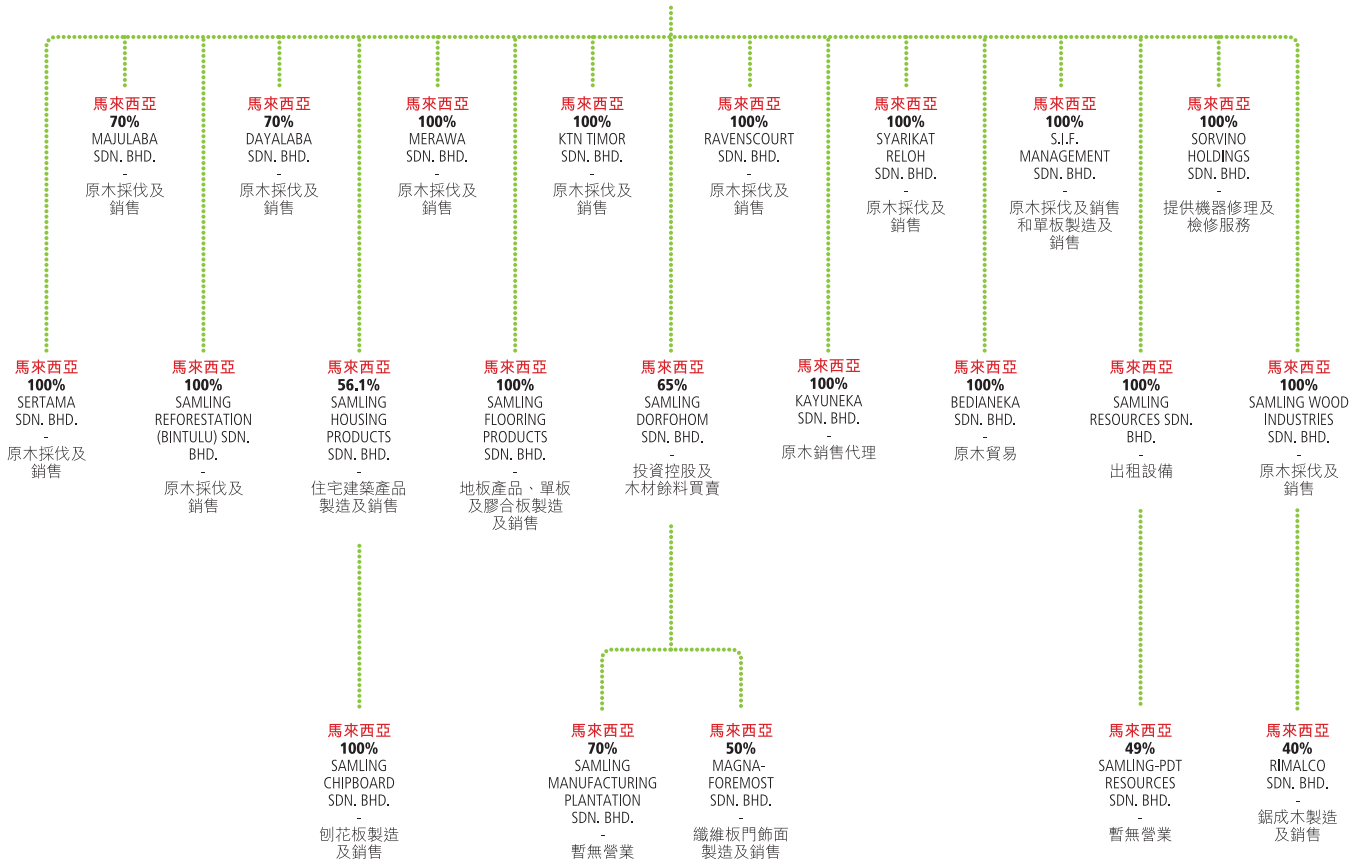 馬來西亞
70%
MAJULABA
SDN. BHD.
-
原木採伐及
銷售
馬來西亞
70%
DAYALABA
SDN. BHD.
-
原木採伐及
銷售
馬來西亞
100%
MERAWA
SDN. BHD.
-
原木採伐及
銷售
馬來西亞
100%
KTN TIMOR
SDN. BHD.
-
原木採伐及
銷售
馬來西亞
100%
RAVENSCOURT
SDN. BHD.
-
原木採伐及
銷售
馬來西亞
100%
SYARIKAT
RELOH
SDN. BHD.
-
原木採伐及
銷售
馬來西亞
100%
S.I.F.
MANAGEMENT
SDN. BHD.
-
原木採伐及銷售
和單板製造及
銷售
馬來西亞
100%
SORVINO
HOLDINGS
SDN. BHD.
-
提供機器修理及
檢修服務
馬來西亞
100%
SERTAMA
SDN. BHD.
-
原木採伐及
銷售
馬來西亞
100%
SAMLING
REFORESTATION
(BINTULU) SDN.
BHD.
-
原木採伐及
銷售
馬來西亞
56.1%
SAMLING
HOUSING
PRODUCTS
SDN. BHD.
-
住宅建築產品
製造及銷售
馬來西亞
100%
SAMLING
FLOORING
PRODUCTS
SDN. BHD.
-
地板產品、單板
及膠合板製造
及銷售
馬來西亞
65%
SAMLING
DORFOHOM
SDN. BHD.
-
投資控股及
木材餘料買賣
馬來西亞
100%
KAYUNEKA
SDN. BHD.
-
原木銷售代理
馬來西亞
100%
BEDIANEKA
SDN. BHD.
-
原木貿易
馬來西亞
100%
SAMLING
RESOURCES SDN.
BHD.
-
出租設備
馬來西亞
100%
SAMLING WOOD
INDUSTRIES
SDN. BHD.
-
原木採伐及
銷售
馬來西亞
100%
SAMLING
CHIPBOARD
SDN. BHD.
-
刨花板製造
及銷售
馬來西亞
70%
SAMLING
MANUFACTURING
PLANTATION
SDN. BHD.
-
暫無營業
馬來西亞
50%
MAGNA-
FOREMOST
SDN. BHD.
-
纖維板門飾面
製造及銷售
馬來西亞
49%
SAMLING-PDT
RESOURCES
SDN. BHD.
-
暫無營業
馬來西亞
40%
RIMALCO
SDN. BHD.
-
鋸成木製造
及銷售